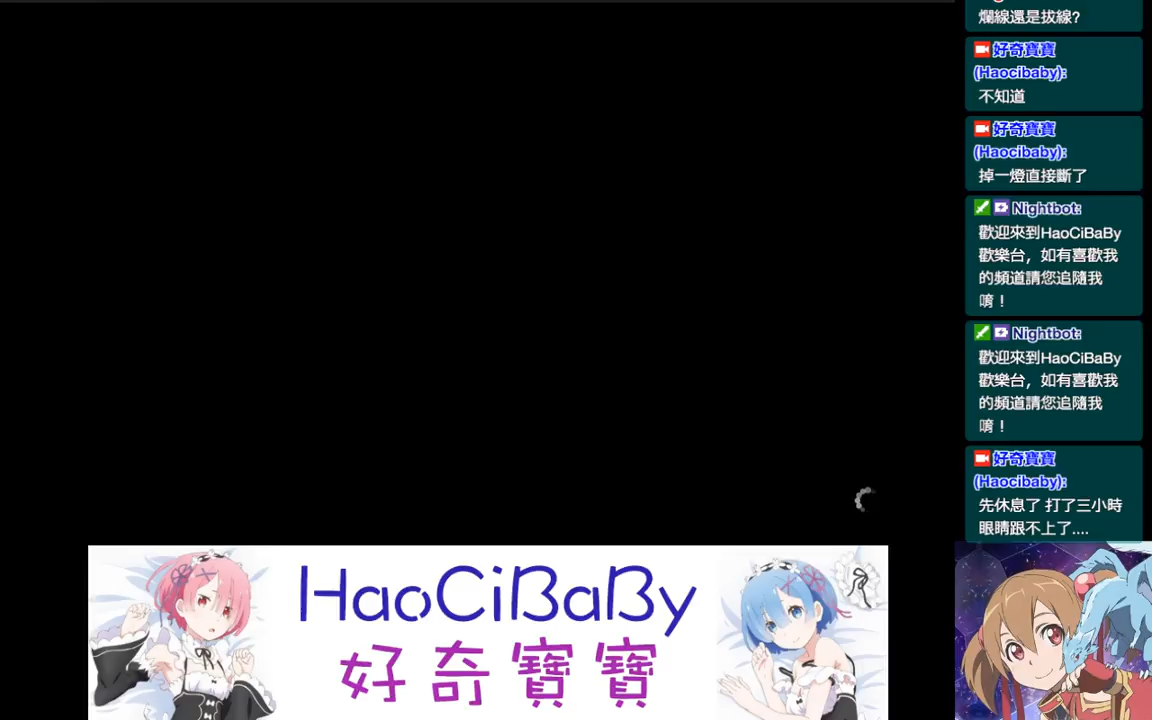 HaoCiBaBy
好奇寶寶
爛線還是拔線?
好奇寶寶
(Haocibaby):
不知道
好奇寶寶
(Haocibaby):
掉一燈直接斷了
Nightbot:
歡迎來到HaoCiBaBy
歡樂台，如有喜歡我
的頻道請您追隨我
唷！
Nightbot:
歡迎來到HaoCiBaBy
歡樂台，如有喜歡我
的頻道請您追隨我
唷！
好奇寶寶
(Haocibaby):
先休息了 打了三小時
眼睛跟不上了....